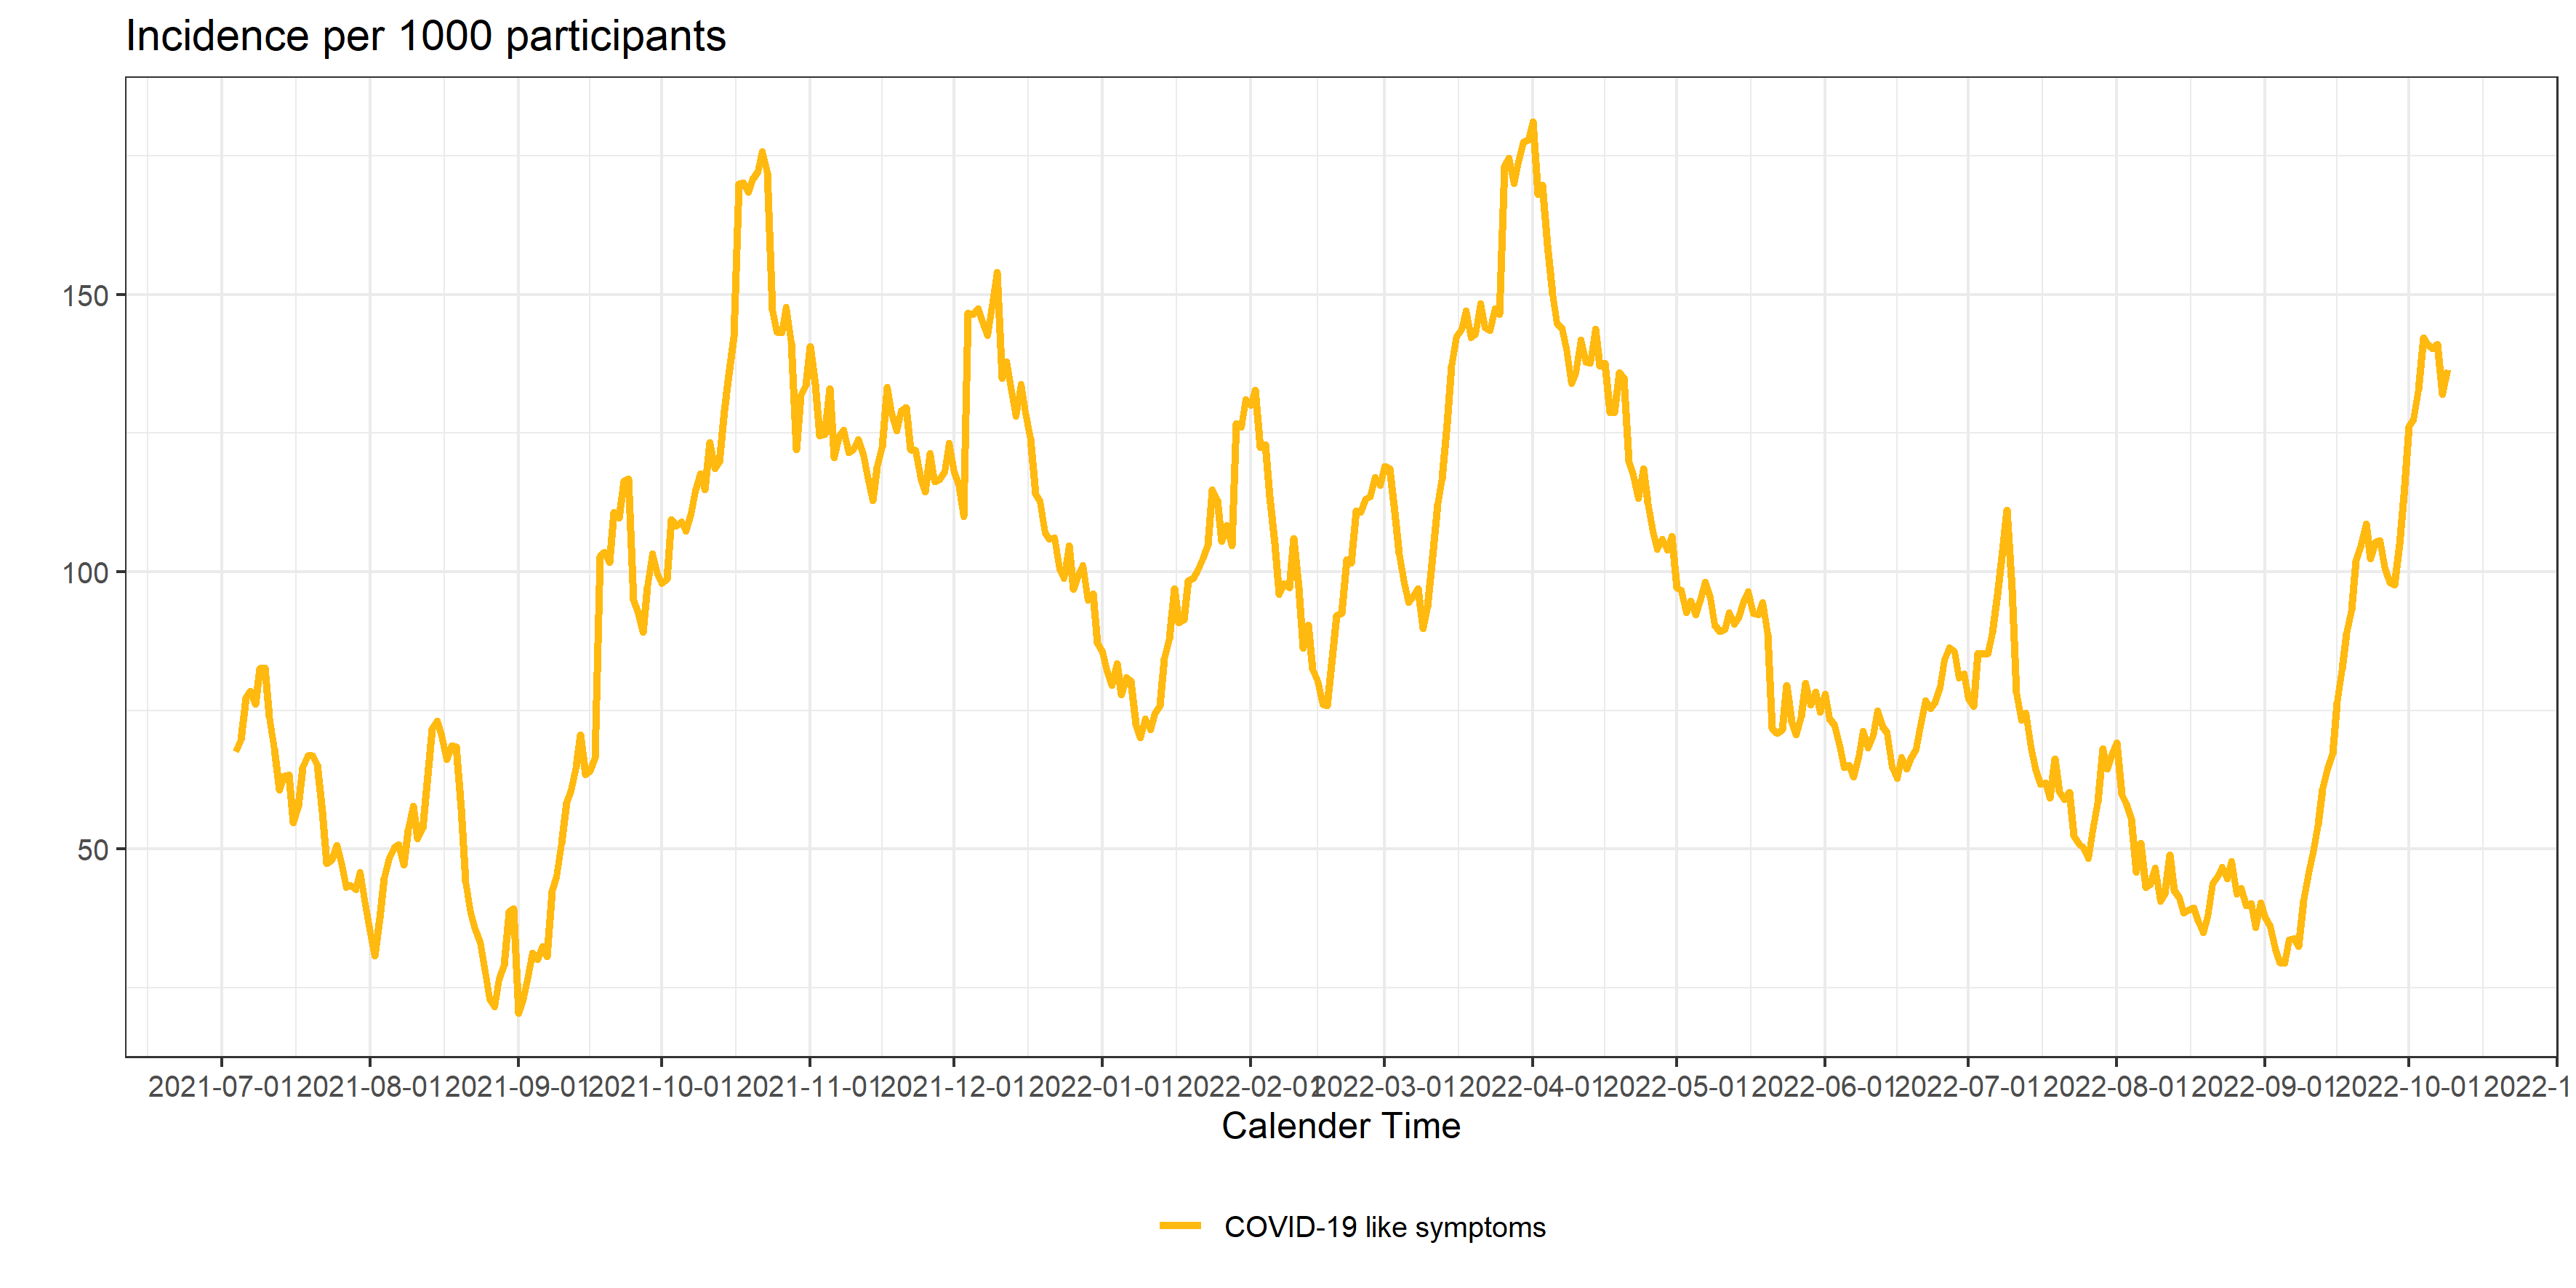 Incidence per 1000 participants
150
100
50
2021-07-01 2021-08-01 2021-09-01 2021-10-01 2021-11-01 2021-12-01 2022-01-01 2022-02-01 2022-03-01 2022-04-01 2022-05-01 2022-06-01 2022-07-01 2022-08-01 2022-09-01 2022-10-01 2022-1
Calender Time
COVID-19 like symptoms